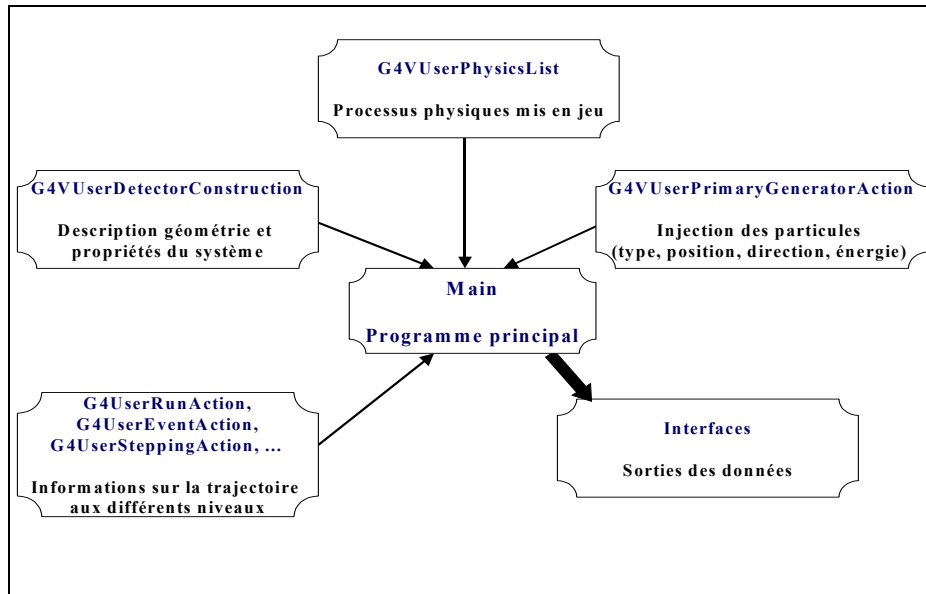 G4VUserPhysicsList
Processus physiques mis en jeu
G4VUserDetectorConstruction
Description géométrie et
propriétés du système
G4VUserPrimaryGeneratorAction
Injection des particules
(type, position, direction, énergie)
Main
Programme principal
G4UserRunAction,
G4UserEventAction,
G4UserSteppingAction, ...
Informations sur la trajectoire
aux différents niveaux
Interfaces
Sorties des données